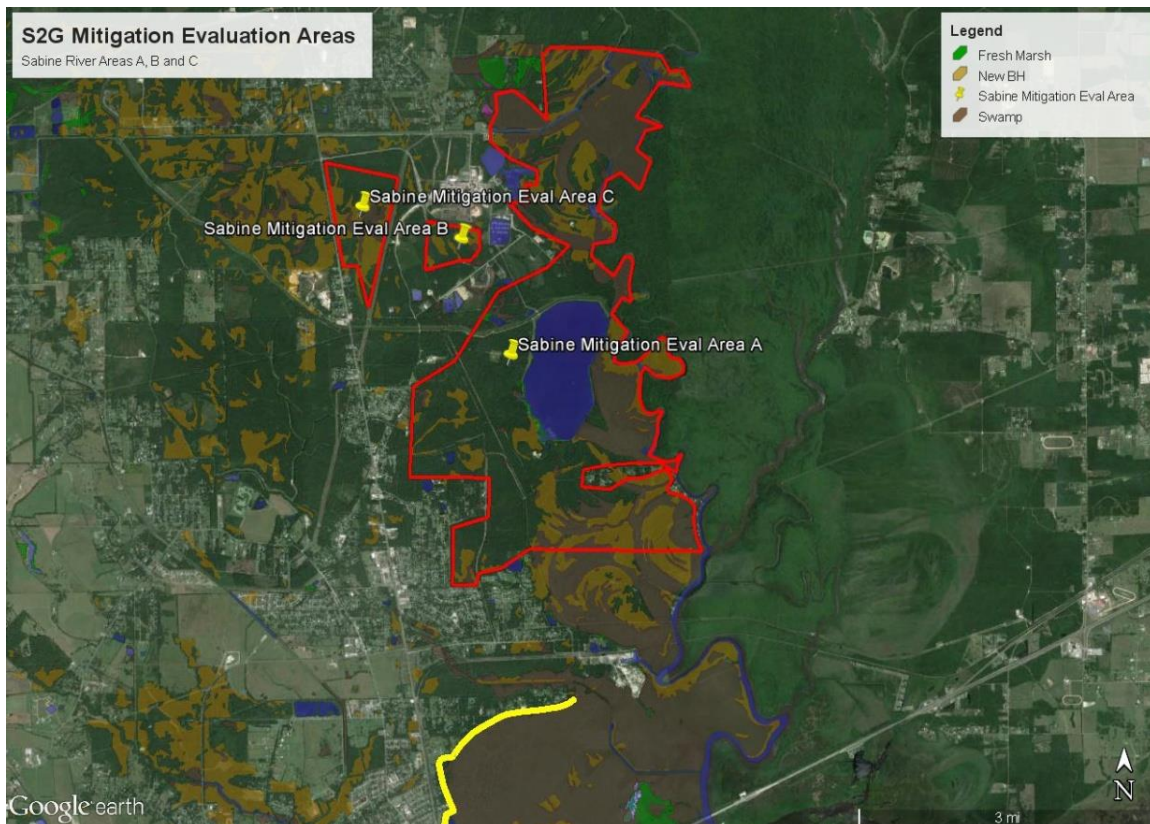 S2G Mitigation Evaluation Areas
Sabine River Areas A, B and C
Legend
Fresh Marsh
New BH
Sabine Mitigation Eval Area
Swamp
Sabine Mitigation Eval Area C
Sabine Mitigation Eval Area B
Sabine Mitigation Eval Area A
Google earth
3 mi
N